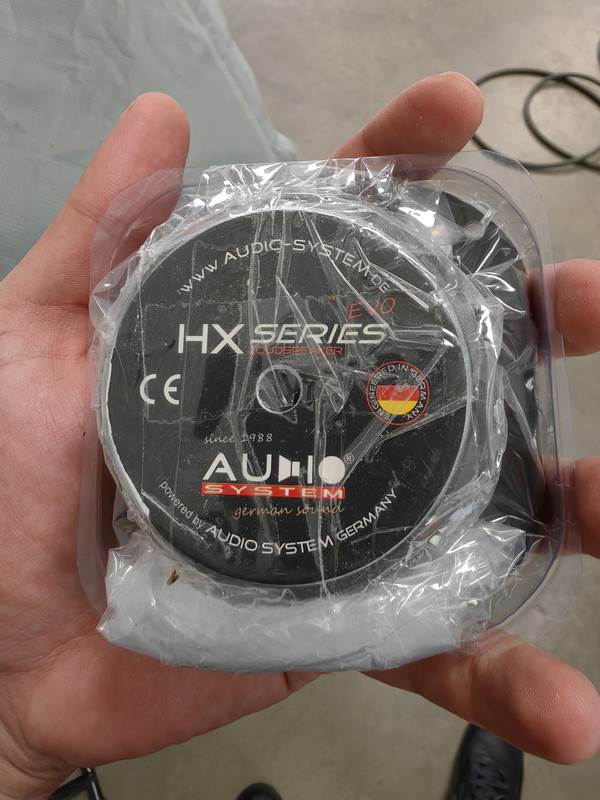 www.AUDIO-SYSTEM.DE
EVO
HX SERIES
LOUDSPEAKER
CE
ENGINEERED IN GERMANY
since 1988
AUDIO®
SYSTEM
german sound
powered by AUDIO SYSTEM GERMANY